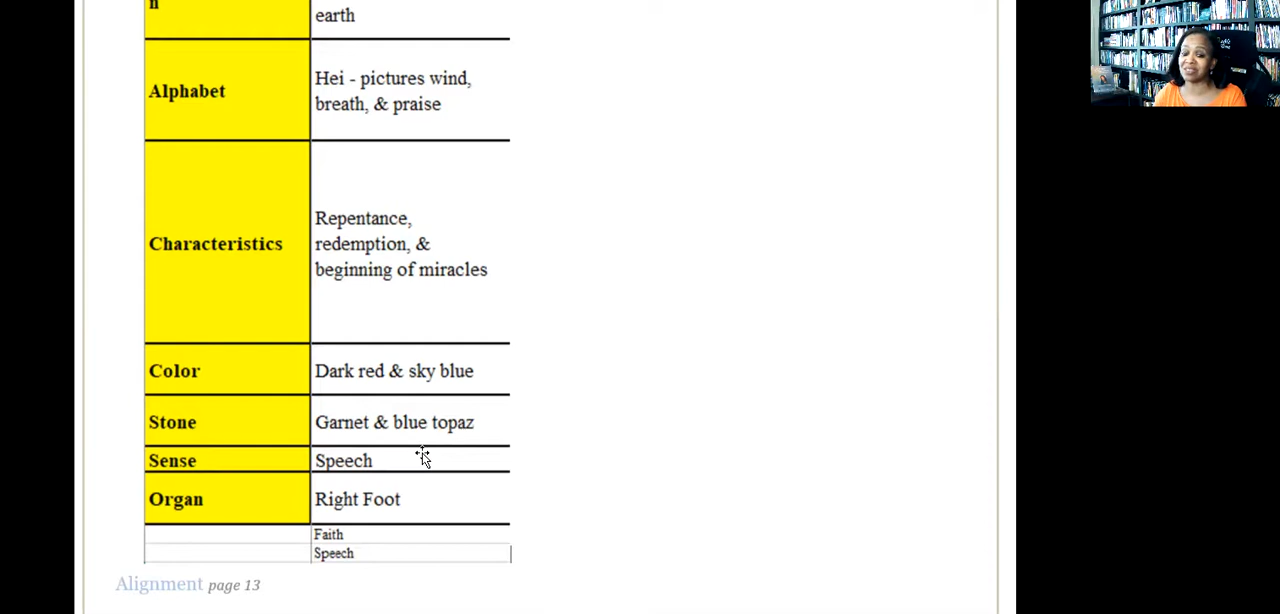 n
earth
Alphabet
Hei - pictures wind,
breath, & praise
Characteristics
Repentance,
redemption, &
beginning of miracles
Color
Dark red & sky blue
Stone
Garnet & blue topaz
Sense
Speech
Organ
Right Foot
Faith
Speech
Alignment page 13